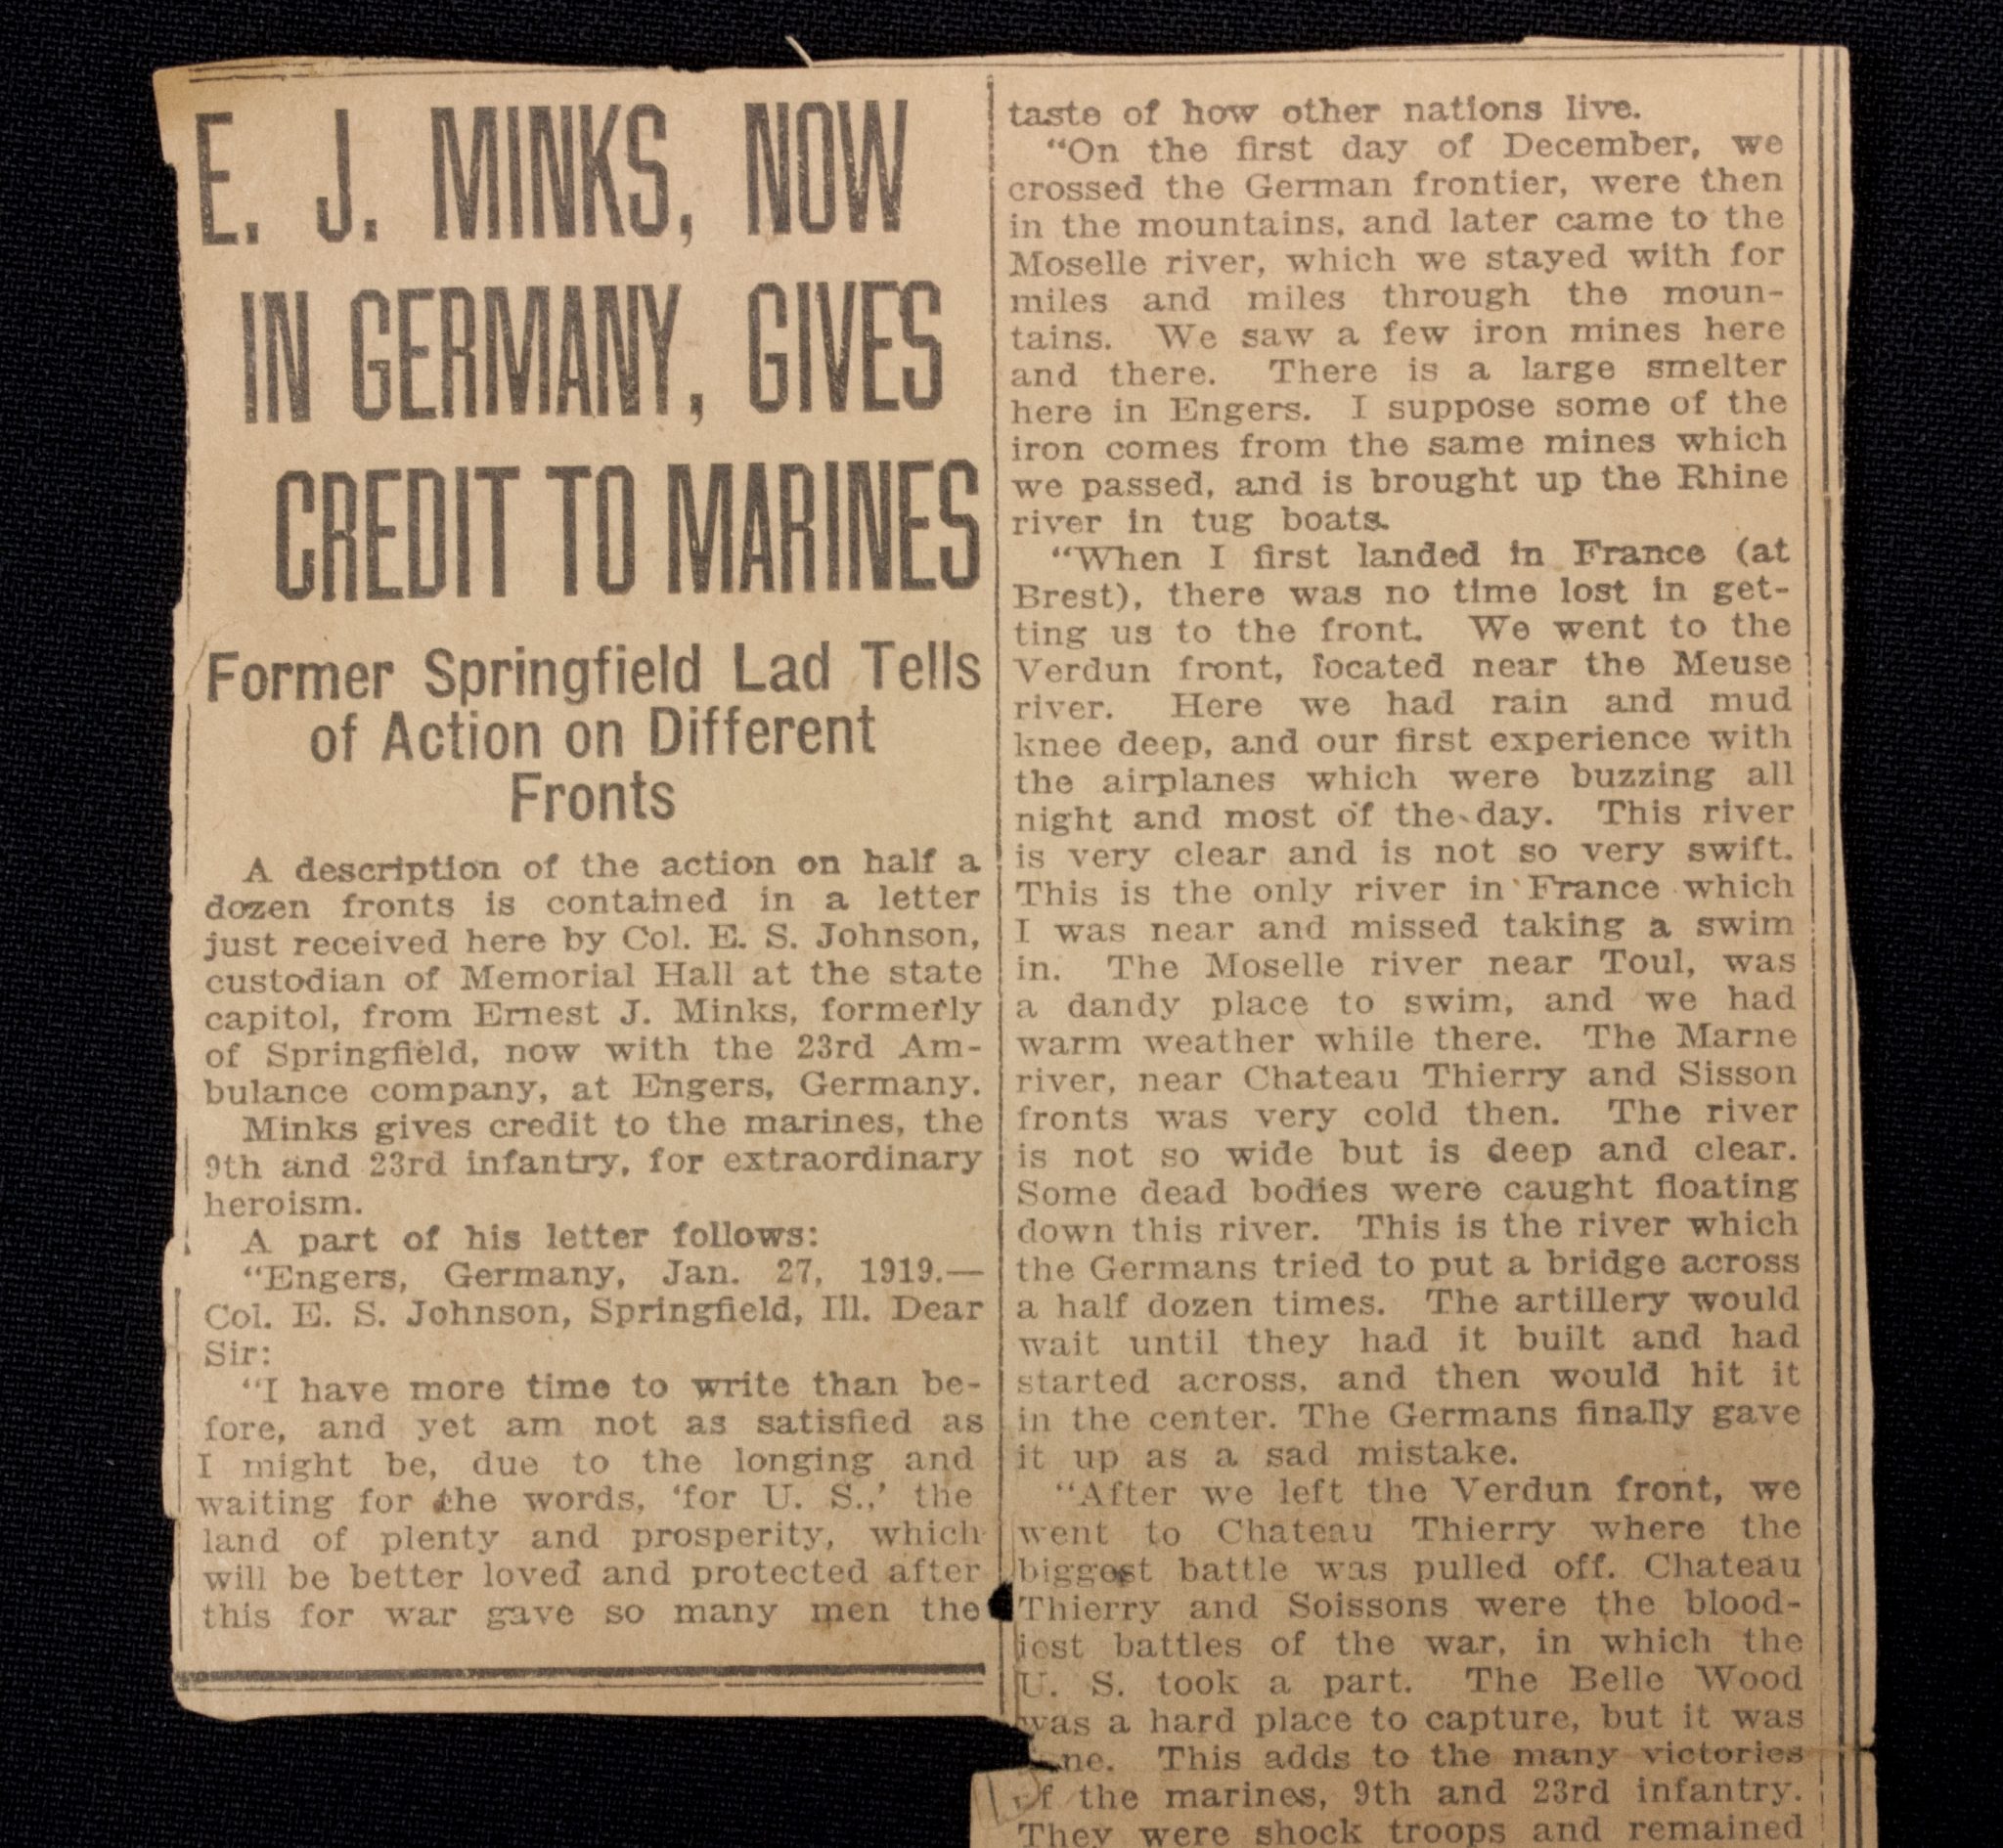 E. J. MINKS, NOW
IN GERMANY, GIVES
CREDIT TO MARINES
Former Springfield Lad Tells
of Action on Different
Fronts
A description of the action on half a
dozen fronts is contained in a letter
just received here by Col. E. S. Johnson,
custodian of Memorial Hall at the state
capitol, from Ernest J. Minks, formerly
of Springfield, now with the 23rd Am-
bulance company, at Engers, Germany.
Minks gives credit to the marines, the
9th and 23rd infantry, for extraordinary
heroism.
A part of his letter follows:
“Engers, Germany, Jan. 27, 1919.—
Col. E. S. Johnson, Springfield, Ill. Dear
Sir:
“I have more time to write than be-
fore, and yet am not as satisfied as
I might be, due to the longing and
waiting for the words, ‘for U. S.,’ the
land of plenty and prosperity, which
will be better loved and protected after
this for war gave so many men the
taste of how other nations live.
“On the first day of December, we
crossed the German frontier, were then
in the mountains, and later came to the
Moselle river, which we stayed with for
miles and miles through the moun-
tains. We saw a few iron mines here
and there. There is a large smelter
here in Engers. I suppose some of the
iron comes from the same mines which
we passed, and is brought up the Rhine
river in tug boats.
“When I first landed in France (at
Brest), there was no time lost in get-
ting us to the front. We went to the
Verdun front, located near the Meuse
river. Here we had rain and mud
knee deep, and our first experience with
the airplanes which were buzzing all
night and most of the day. This river
is very clear and is not so very swift.
This is the only river in France which
I was near and missed taking a swim
in. The Moselle river near Toul, was
a dandy place to swim, and we had
warm weather while there. The Marne
river, near Chateau Thierry and Sisson
fronts was very cold then. The river
is not so wide but is deep and clear.
Some dead bodies were caught floating
down this river. This is the river which
the Germans tried to put a bridge across
a half dozen times. The artillery would
wait until they had it built and had
started across, and then would hit it
in the center. The Germans finally gave
it up as a sad mistake.
“After we left the Verdun front, we
went to Chateau Thierry where the
biggest battle was pulled off. Chateau
Thierry and Soissons were the blood-
iest battles of the war, in which the
U. S. took a part. The Belle Wood
was a hard place to capture, but it was
This adds to the many victories
of the marines, 9th and 23rd infantry.
They were shock troops and remained